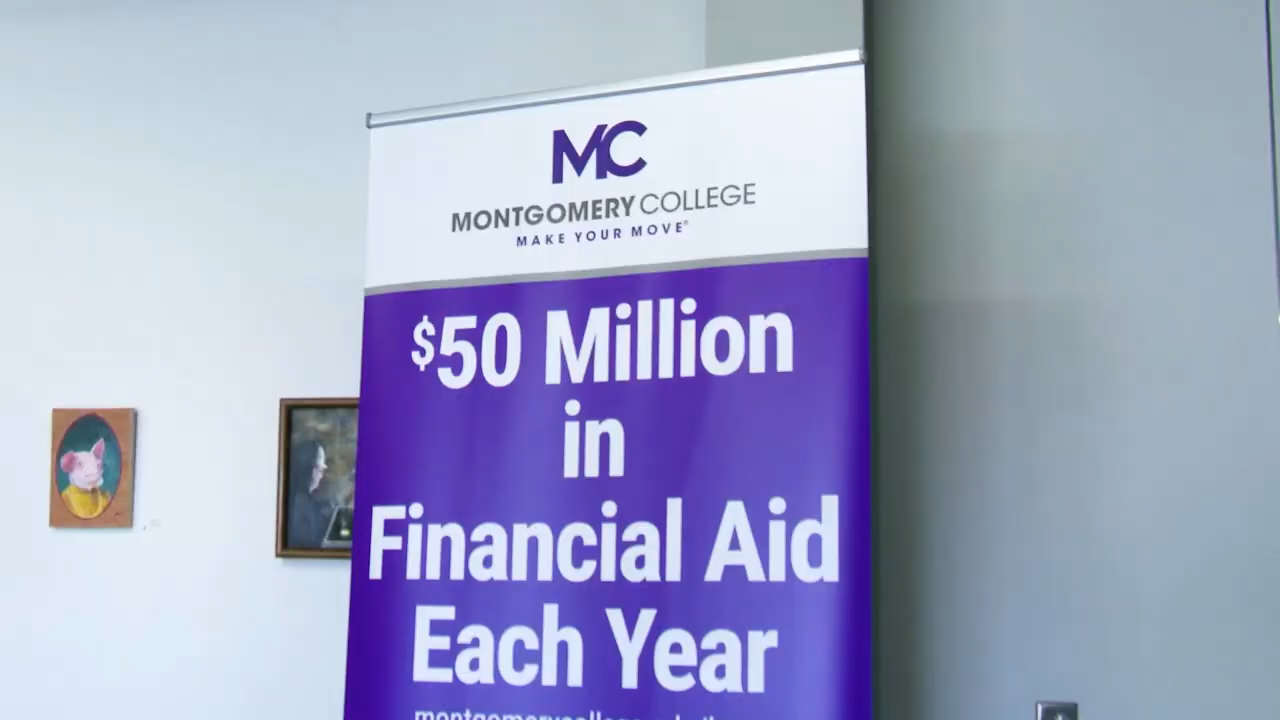 MC
MONTGOMERY COLLEGE
MAKE YOUR MOVE®
$50 Million
in
Financial Aid
Each Year